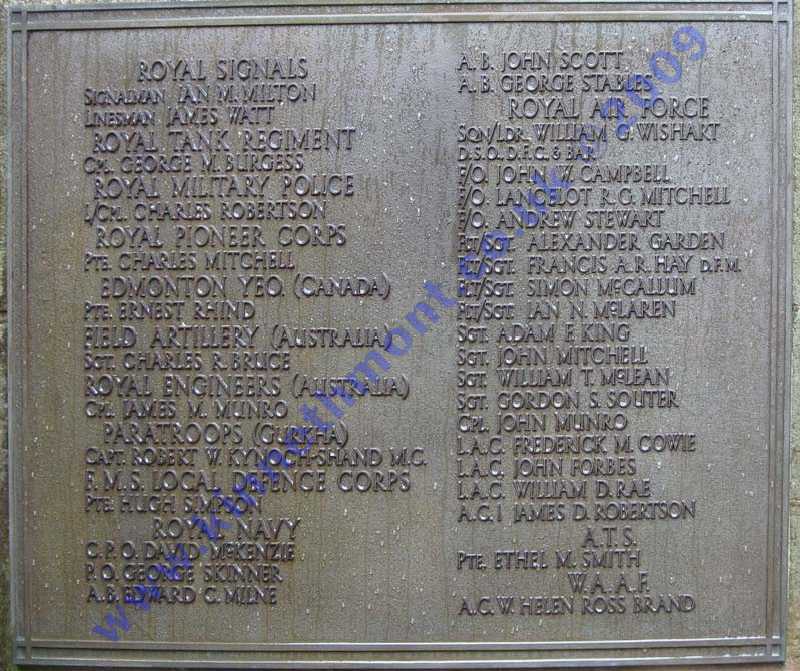 ROYAL SIGNALS
SIGNALMAN IAN M. MILTON
LINESMAN JAMES WATT
ROYAL TANK REGIMENT
CPL. GEORGE M. BURGESS
ROYAL MILITARY POLICE
L/CPL. CHARLES ROBERTSON
ROYAL PIONEER CORPS
PTE. CHARLES MITCHELL
EDMONTON YEO. (CANADA)
PTE. ERNEST RHIND
FIELD ARTILLERY (AUSTRALIA)
SGT. CHARLES R. BRUCE
ROYAL ENGINEERS (AUSTRALIA)
CPL. JAMES M. MUNRO
PARATROOPS (GURKHA)
CAPT. ROBERT W. KYNOCH-SHAND M.C.
F.M.S. LOCAL DEFENCE CORPS
PTE. HUGH SIMPSON
ROYAL NAVY
C.P.O. DAVID McKENZIE
P.O. GEORGE SKINNER
A.B. EDWARD C. MILNE
A.B. JOHN SCOTT
A.B. GEORGE STABLES
ROYAL AIR FORCE
SQN/LDR. WILLIAM G. WISHART
D.S.O., D.F.C. & BAR
F/O. JOHN W. CAMPBELL
F/O. LANCELOT R.G. MITCHELL
F/O. ANDREW STEWART
FLT/SGT. ALEXANDER GARDEN
FLT/SGT. FRANCIS A.R. HAY D.F.M.
FLT/SGT. SIMON McCALLUM
FLT/SGT. IAN N. McLAREN
SGT. ADAM F. KING
SGT. JOHN MITCHELL
SGT. WILLIAM T. McLEAN
SGT. GORDON S. SOUTER
CPL. JOHN MUNRO
L.A.C. FREDERICK M. COWIE
L.A.C. JOHN FORBES
L.A.C. WILLIAM D. RAE
A.C.1 JAMES D. ROBERTSON
A.T.S.
PTE. ETHEL M. SMITH
W.A.A.F.
A.C.W. HELEN ROSS BRAND